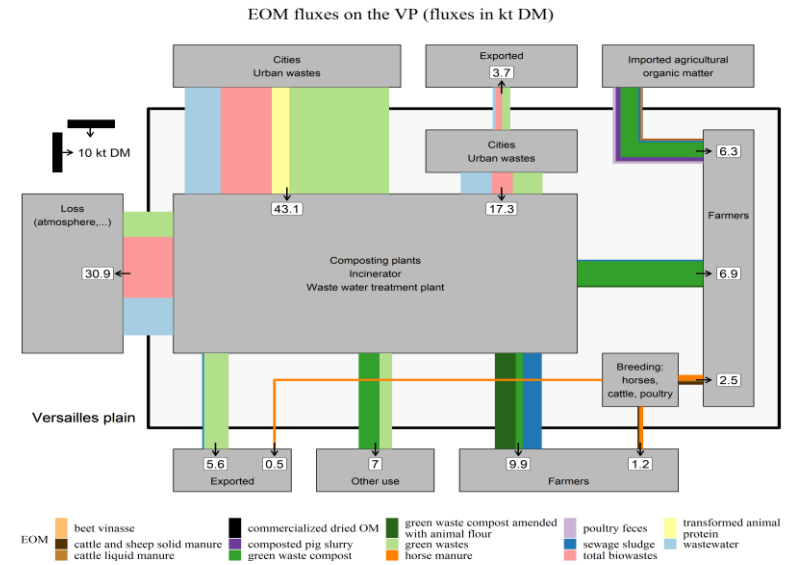 EOM fluxes on the VP (fluxes in kt DM)
Cities
Urban wastes
Exported
3.7
Imported agricultural
organic matter
10 kt DM
Cities
Urban wastes
6.3
Loss
(atmosphere,...)
43.1
17.3
Farmers
30.9
Composting plants
Incinerator
Waste water treatment plant
6.9
Breeding:
horses,
cattle, poultry
2.5
Versailles plain
5.6
0.5
7
9.9
1.2
Exported
Other use
Farmers
EOM
beet vinasse
cattle and sheep solid manure
cattle liquid manure
commercialized dried OM
composted pig slurry
green waste compost
green waste compost amended
with animal flour
green wastes
horse manure
poultry feces
sewage sludge
total biowastes
transformed animal
protein
wastewater